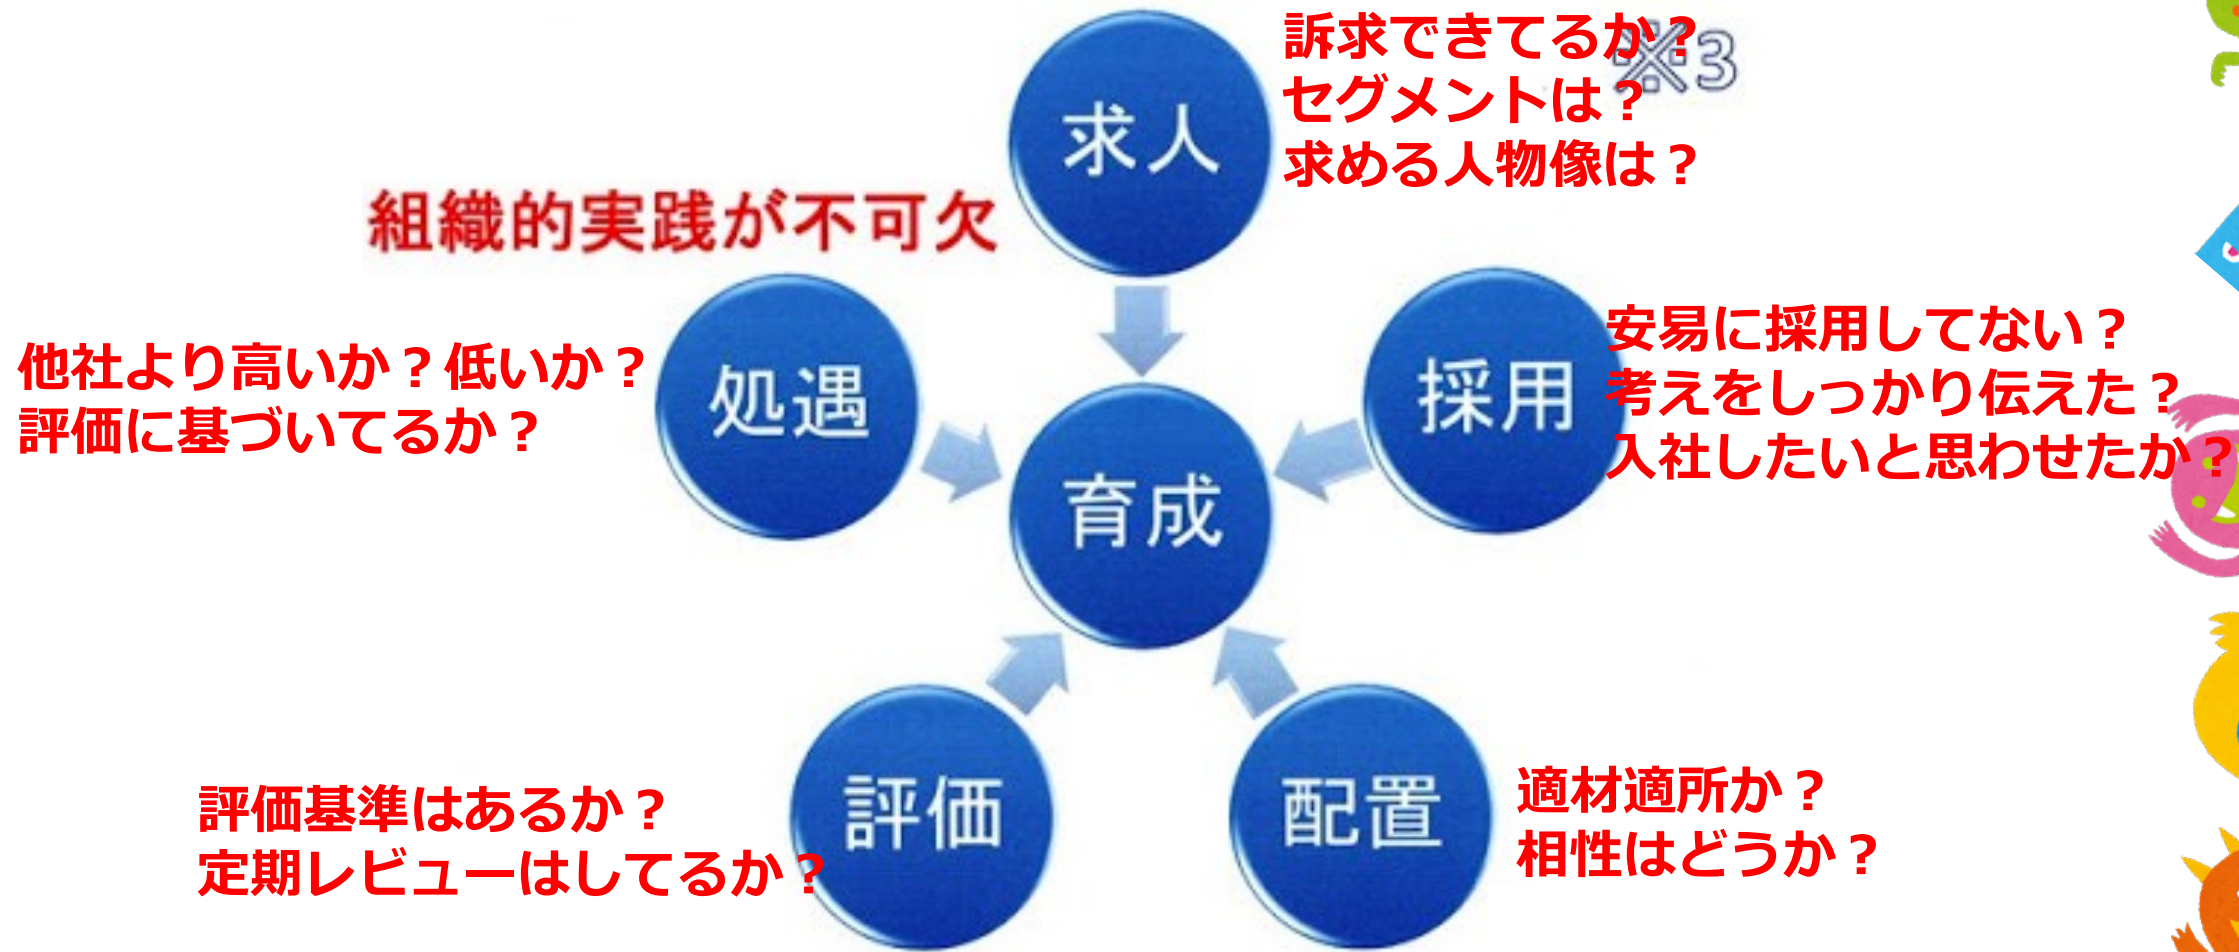 訴求できてるか？
※3
セグメントは？
求める人物像は？
求人
組織的実践が不可欠
他社より高いか？低いか？
評価に基づいてるか？
処遇
採用
安易に採用してない？
考えをしっかり伝えた？
入社したいと思わせたか？
育成
評価基準はあるか？
定期レビューはしてるか？
評価
配置
適材適所か？
相性はどうか？